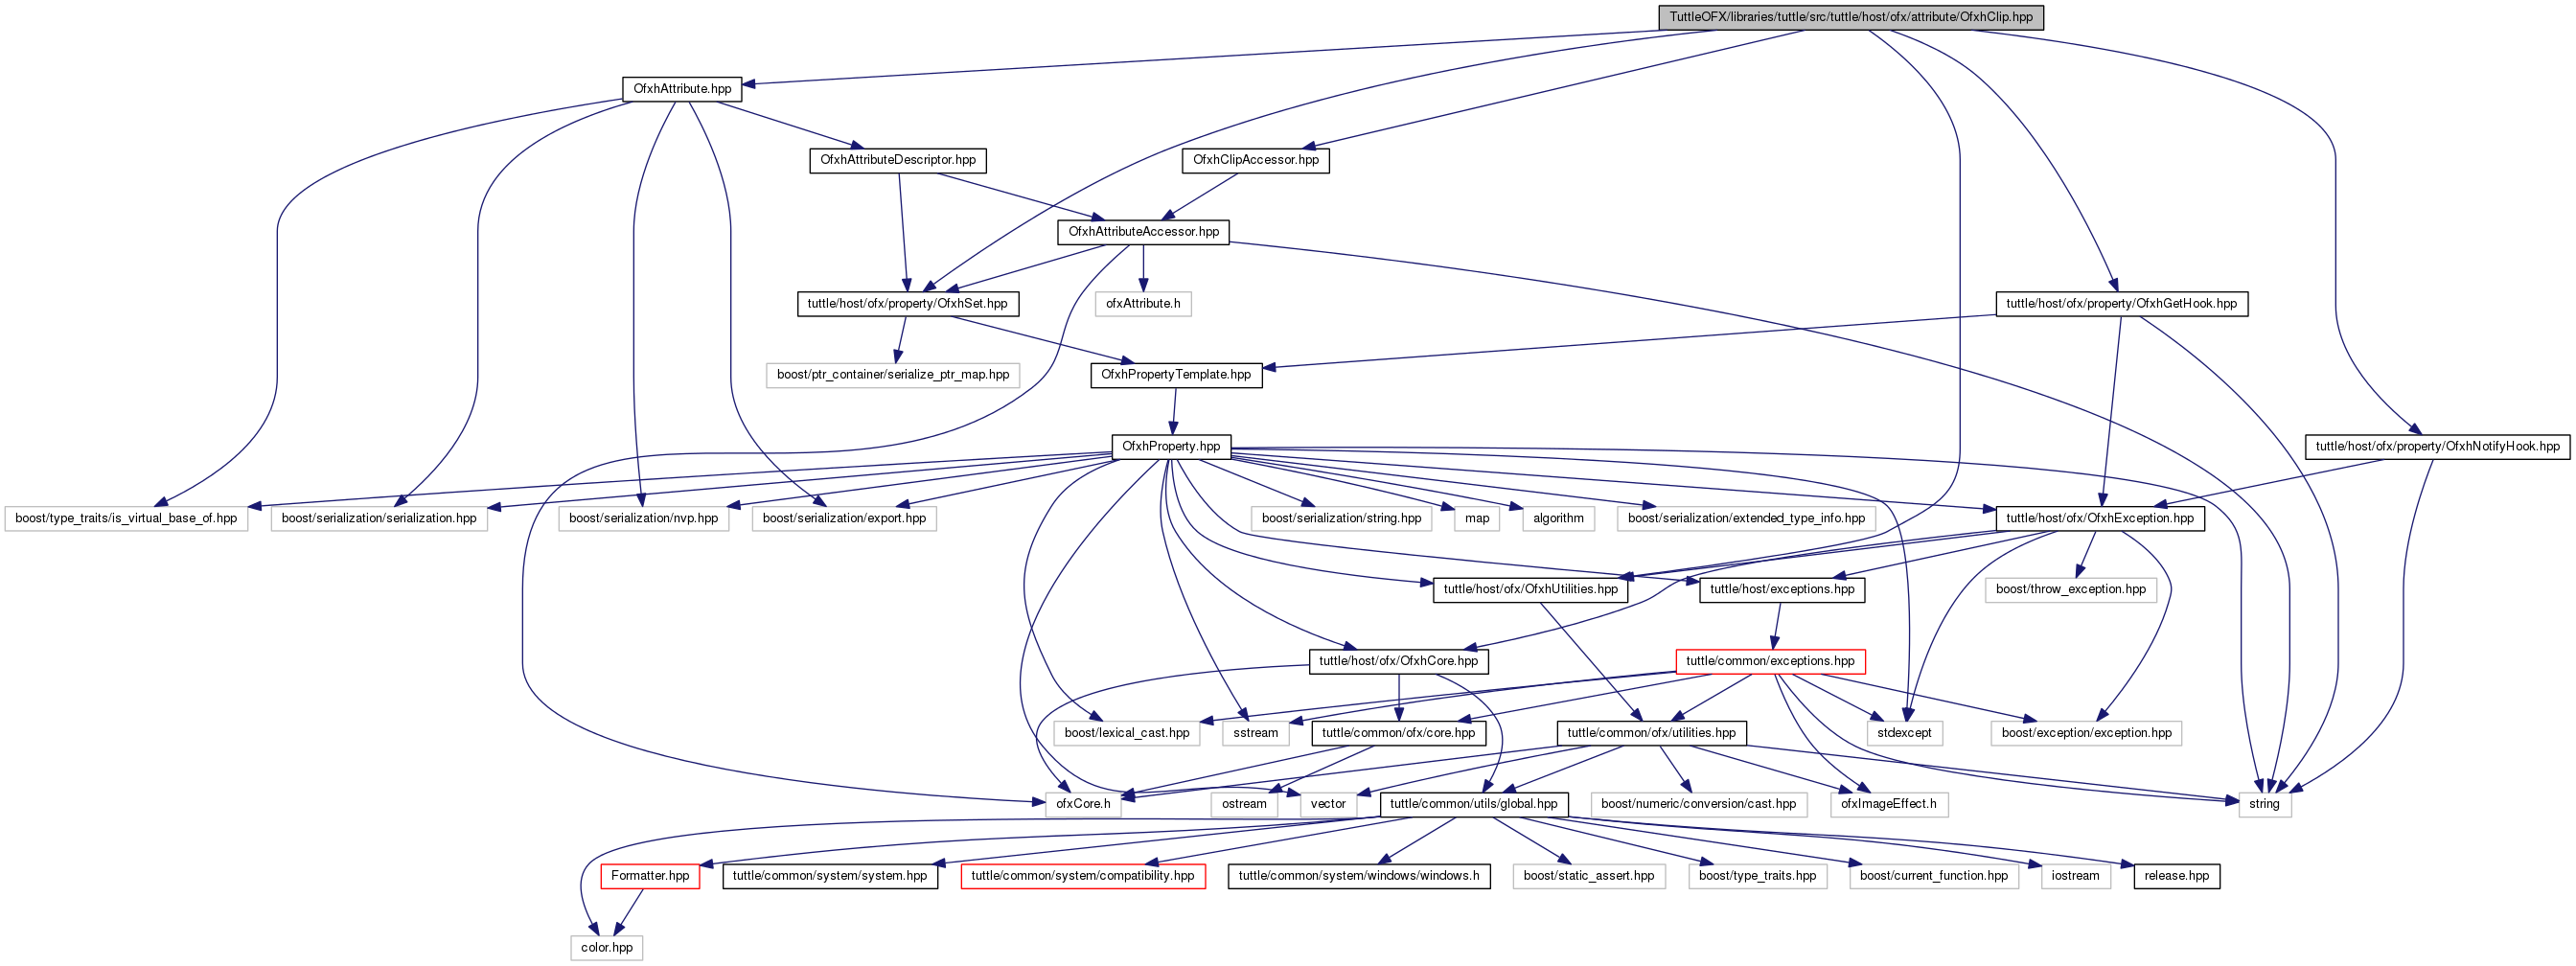 TuttleOFX/libraries/tuttle/src/tuttle/host/ofx/attribute/OfxhClip.hpp
OfxhAttribute.hpp
OfxhAttributeDescriptor.hpp
OfxhClipAccessor.hpp
OfxhAttributeAccessor.hpp
tuttle/host/ofx/property/OfxhSet.hpp
ofxAttribute.h
tuttle/host/ofx/property/OfxhGetHook.hpp
boost/ptr_container/serialize_ptr_map.hpp
OfxhPropertyTemplate.hpp
OfxhProperty.hpp
tuttle/host/ofx/property/OfxhNotifyHook.hpp
boost/type_traits/is_virtual_base_of.hpp
boost/serialization/serialization.hpp
boost/serialization/nvp.hpp
boost/serialization/export.hpp
boost/serialization/string.hpp
map
algorithm
boost/serialization/extended_type_info.hpp
tuttle/host/ofx/OfxhException.hpp
tuttle/host/ofx/OfxhUtilities.hpp
tuttle/host/exceptions.hpp
boost/throw_exception.hpp
tuttle/host/ofx/OfxhCore.hpp
tuttle/common/exceptions.hpp
boost/lexical_cast.hpp
sstream
tuttle/common/ofx/core.hpp
tuttle/common/ofx/utilities.hpp
stdexcept
boost/exception/exception.hpp
ofxCore.h
ostream
vector
tuttle/common/utils/global.hpp
boost/numeric/conversion/cast.hpp
ofxImageEffect.h
string
Formatter.hpp
tuttle/common/system/system.hpp
tuttle/common/system/compatibility.hpp
tuttle/common/system/windows/windows.h
boost/static_assert.hpp
boost/type_traits.hpp
boost/current_function.hpp
iostream
release.hpp
color.hpp